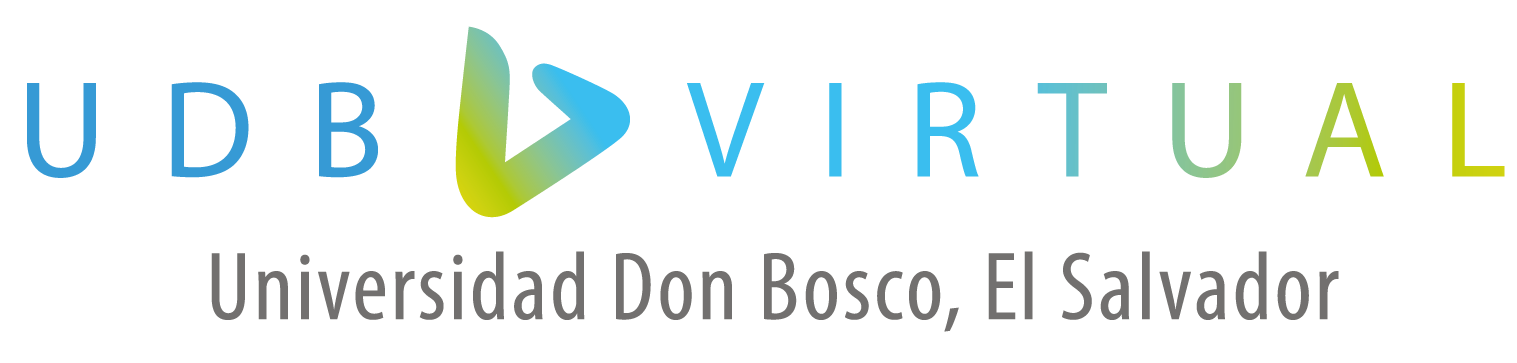 UDB VIRTUAL
Universidad Don Bosco, El Salvador